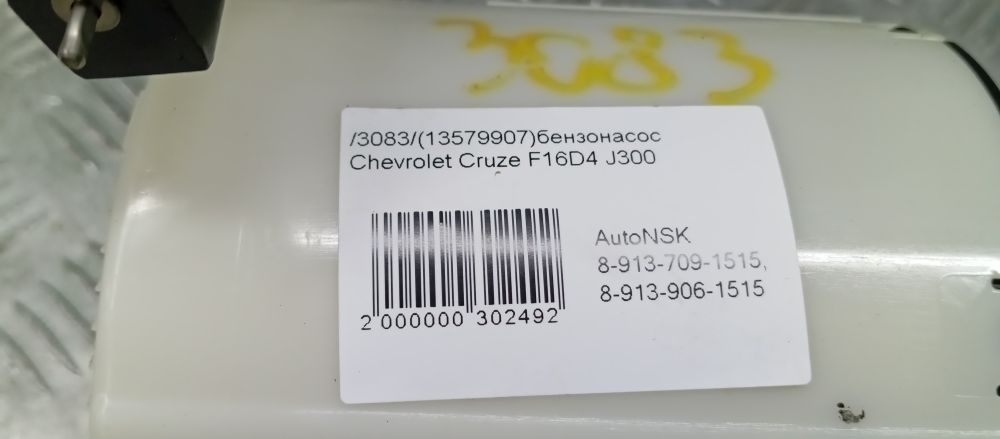 3083
/3083/(13579907)бензонасос
Chevrolet Cruze F16D4 J300
AutoNSK
8-913-709-1515,
8-913-906-1515
2 000000 302492